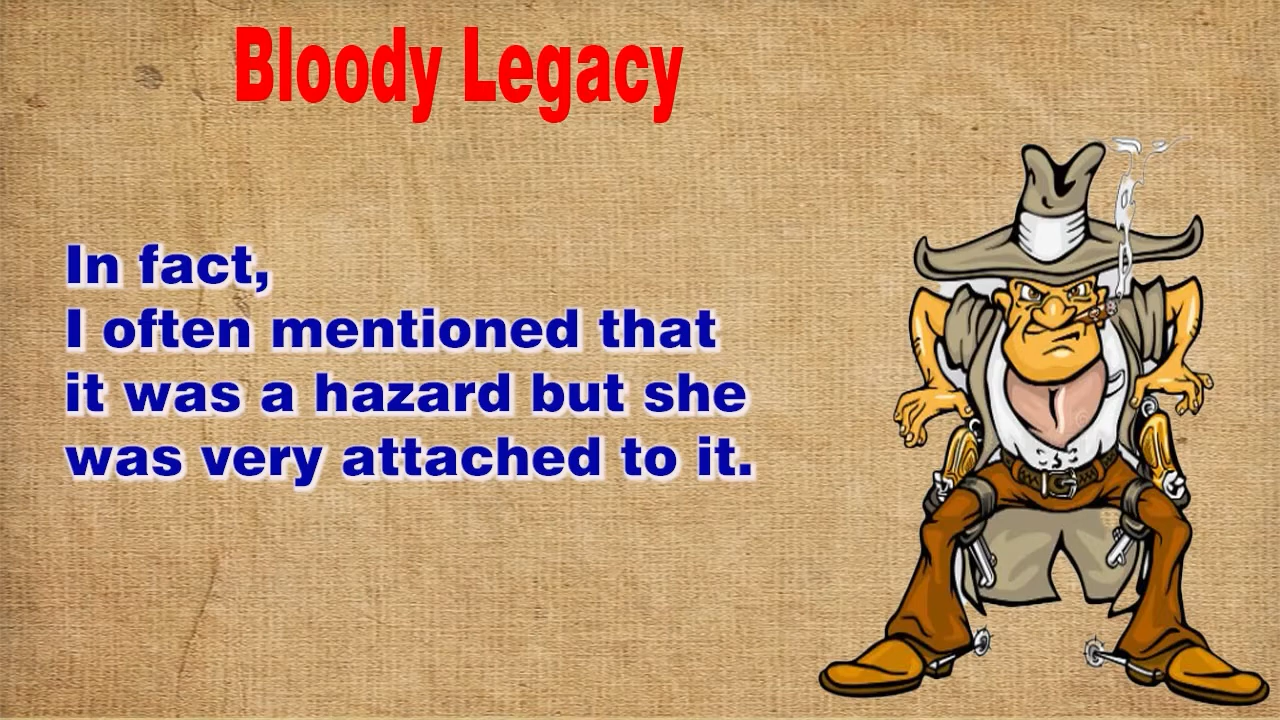 Bloody Legacy
In fact,
I often mentioned that
it was a hazard but she
was very attached to it.